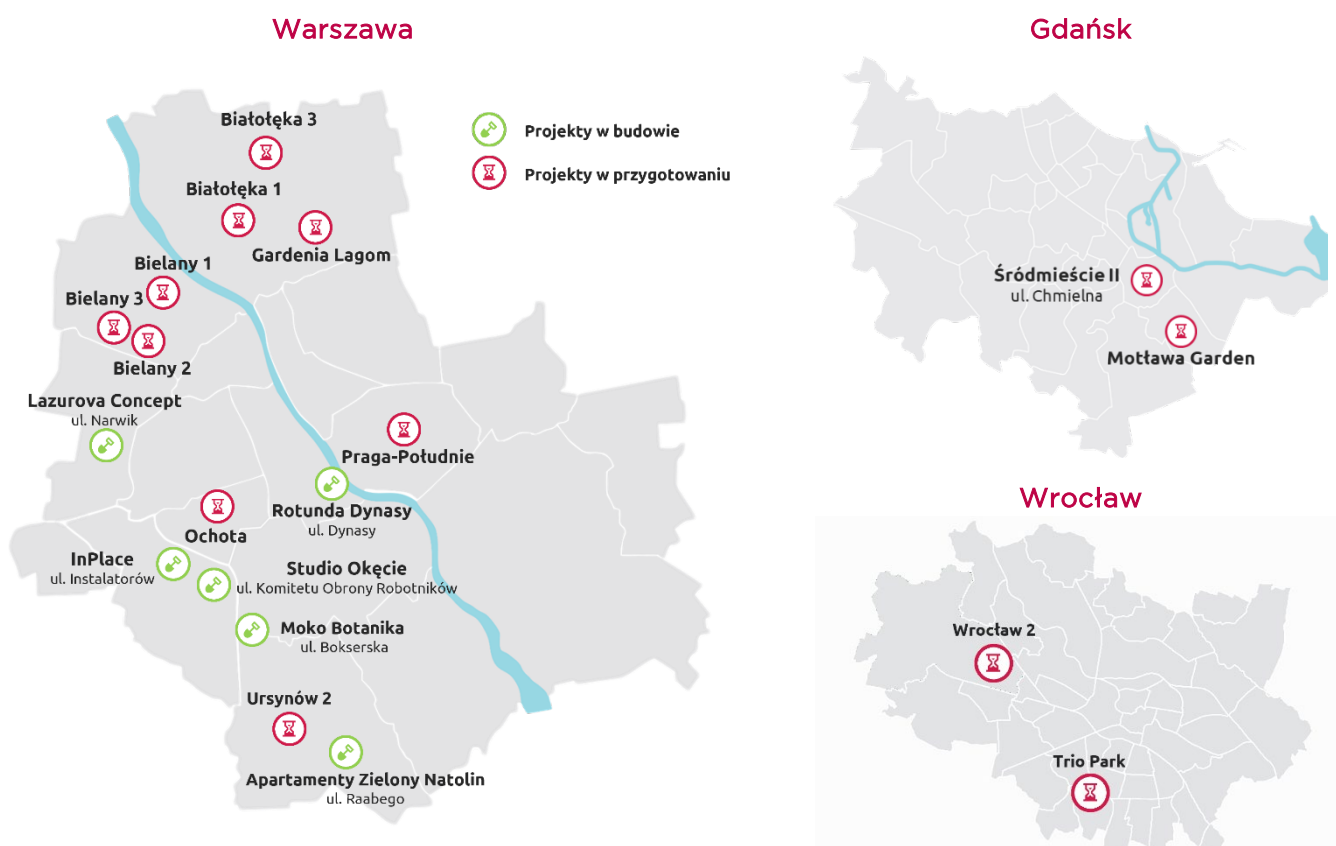 Warszawa
Białołęka 3
Białołęka 1
Gardenia Lagom
Bielany 1
Bielany 3
Bielany 2
Lazurova Concept
ul. Narwik
Praga-Południe
Rotunda Dynasy
ul. Dynasy
Ochota
InPlace
ul. Instalatorów
Studio Okęcie
ul. Komitetu Obrony Robotników
Moko Botanika
ul. Bokserska
Ursynów 2
Apartamenty Zielony Natolin
ul. Raabego
Projekty w budowie
Projekty w przygotowaniu
Gdańsk
Śródmieście II
ul. Chmielna
Motława Garden
Wrocław
Wrocław 2
Trio Park